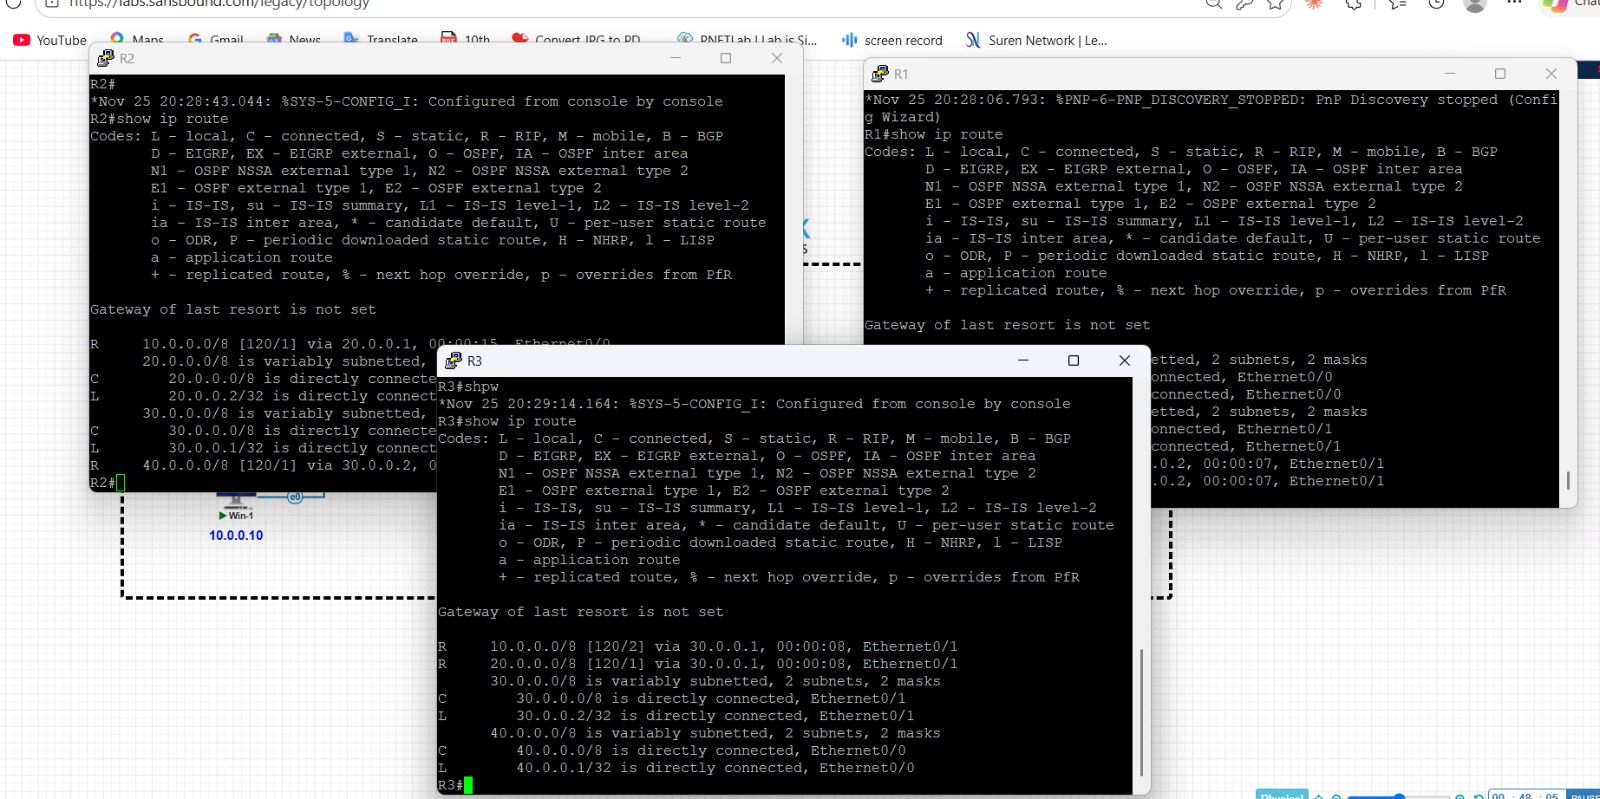 https://labs.sansbound.com/legacy/topology
YouTube
Maps
Gmail
News
Translate
10th
Convert JPG to PD...
PNETLab | Lab is Si...
screen record
Suren Network | Le...
R2
R2#
*Nov 25 20:28:43.044: %SYS-5-CONFIG_I: Configured from console by console
R2#show ip route
Codes: L - local, C - connected, S - static, R - RIP, M - mobile, B - BGP
D - EIGRP, EX - EIGRP external, O - OSPF, IA - OSPF inter area
N1 - OSPF NSSA external type 1, N2 - OSPF NSSA external type 2
E1 - OSPF external type 1, E2 - OSPF external type 2
i - IS-IS, su - IS-IS summary, L1 - IS-IS level-1, L2 - IS-IS level-2
ia - IS-IS inter area, * - candidate default, U - per-user static route
o - ODR, P - periodic downloaded static route, H - NHRP, l - LISP
a - application route
+ - replicated route, % - next hop override, p - overrides from PfR
Gateway of last resort is not set
R 10.0.0.0/8 [120/1] via 20.0.0.1, 00:00:15, Ethernet0/0
20.0.0.0/8 is variably subnetted,
C 20.0.0.0/8 is directly connecte
L 20.0.0.2/32 is directly connect
30.0.0.0/8 is variably subnetted,
C 30.0.0.0/8 is directly connecte
L 30.0.0.1/32 is directly connect
R 40.0.0.0/8 [120/1] via 30.0.0.2, 0
R2#
R1
*Nov 25 20:28:06.793: %PNP-6-PNP_DISCOVERY_STOPPED: PnP Discovery stopped (Confi
g Wizard)
R1#show ip route
Codes: L - local, C - connected, S - static, R - RIP, M - mobile, B - BGP
D - EIGRP, EX - EIGRP external, O - OSPF, IA - OSPF inter area
N1 - OSPF NSSA external type 1, N2 - OSPF NSSA external type 2
E1 - OSPF external type 1, E2 - OSPF external type 2
i - IS-IS, su - IS-IS summary, L1 - IS-IS level-1, L2 - IS-IS level-2
ia - IS-IS inter area, * - candidate default, U - per-user static route
o - ODR, P - periodic downloaded static route, H - NHRP, l - LISP
a - application route
+ - replicated route, % - next hop override, p - overrides from PfR
Gateway of last resort is not set
etted, 2 subnets, 2 masks
onnected, Ethernet0/0
connected, Ethernet0/0
etted, 2 subnets, 2 masks
onnected, Ethernet0/1
connected, Ethernet0/1
.0.2, 00:00:07, Ethernet0/1
.0.2, 00:00:07, Ethernet0/1
R3
R3#shpw
*Nov 25 20:29:14.164: %SYS-5-CONFIG_I: Configured from console by console
R3#show ip route
Codes: L - local, C - connected, S - static, R - RIP, M - mobile, B - BGP
D - EIGRP, EX - EIGRP external, O - OSPF, IA - OSPF inter area
N1 - OSPF NSSA external type 1, N2 - OSPF NSSA external type 2
E1 - OSPF external type 1, E2 - OSPF external type 2
i - IS-IS, su - IS-IS summary, L1 - IS-IS level-1, L2 - IS-IS level-2
ia - IS-IS inter area, * - candidate default, U - per-user static route
o - ODR, P - periodic downloaded static route, H - NHRP, l - LISP
a - application route
+ - replicated route, % - next hop override, p - overrides from PfR
Gateway of last resort is not set
R 10.0.0.0/8 [120/2] via 30.0.0.1, 00:00:08, Ethernet0/1
R 20.0.0.0/8 [120/1] via 30.0.0.1, 00:00:08, Ethernet0/1
30.0.0.0/8 is variably subnetted, 2 subnets, 2 masks
C 30.0.0.0/8 is directly connected, Ethernet0/1
L 30.0.0.2/32 is directly connected, Ethernet0/1
40.0.0.0/8 is variably subnetted, 2 subnets, 2 masks
C 40.0.0.0/8 is directly connected, Ethernet0/0
L 40.0.0.1/32 is directly connected, Ethernet0/0
R3#
e0
Win-1
10.0.0.10
Physical
00 : 48 : 05